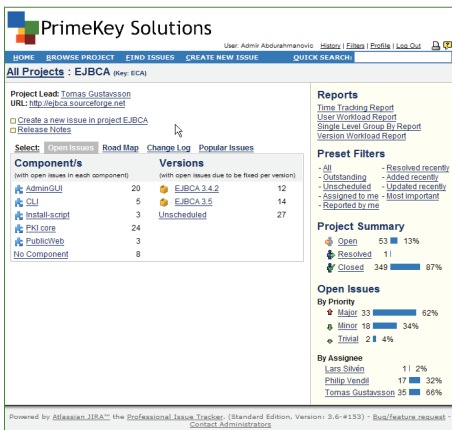 PrimeKey Solutions
User: Admir Abdurahmanovic History | Filters | Profile | Log Out
HOME BROWSE PROJECT FIND ISSUES CREATE NEW ISSUE QUICK SEARCH:
All Projects : EJBCA (Key: ECA)
Project Lead: Tomas Gustavsson
URL: http://ejbca.sourceforge.net
Create a new issue in project EJBCA
Release Notes
Select: Open Issues Road Map Change Log Popular Issues
Component/s
(with open issues in each component)
AdminGUI 20
CLI 5
Install-script 3
PKI core 24
PublicWeb 3
No Component 8
Versions
(with open issues due to be fixed per version)
EJBCA 3.4.2 12
EJBCA 3.5 14
Unscheduled 27
Reports
Time Tracking Report
User Workload Report
Single Level Group By Report
Version Workload Report
Preset Filters
- All - Resolved recently
- Outstanding - Added recently
- Unscheduled - Updated recently
- Assigned to me - Most important
- Reported by me
Project Summary
Open 53 13%
Resolved 1
Closed 349 87%
Open Issues
By Priority
Major 33 62%
Minor 18 34%
Trivial 2 4%
By Assignee
Lars Silvén 1 2%
Philip Vendil 17 32%
Tomas Gustavsson 35 66%
Powered by Atlassian JIRA™ the Professional Issue Tracker. (Standard Edition, Version: 3.6-#153) - Bug/feature request -
Contact Administrators